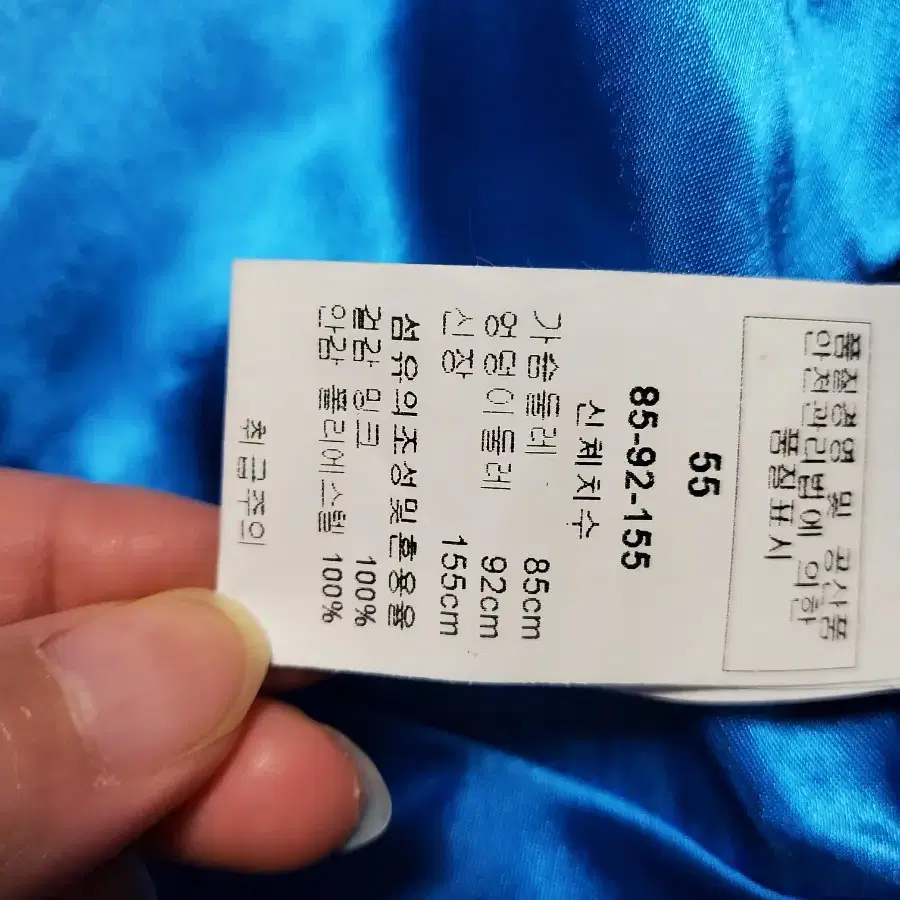 품질경영 및 공산품
안전관리법에 의한
품질표시
55
85-92-155
신체치수
가슴둘레 85cm
엉덩이둘레 92cm
신장 155cm
섬유의조성및혼용율
겉감 밍크 100%
안감 폴리에스텔 100%
취급주의